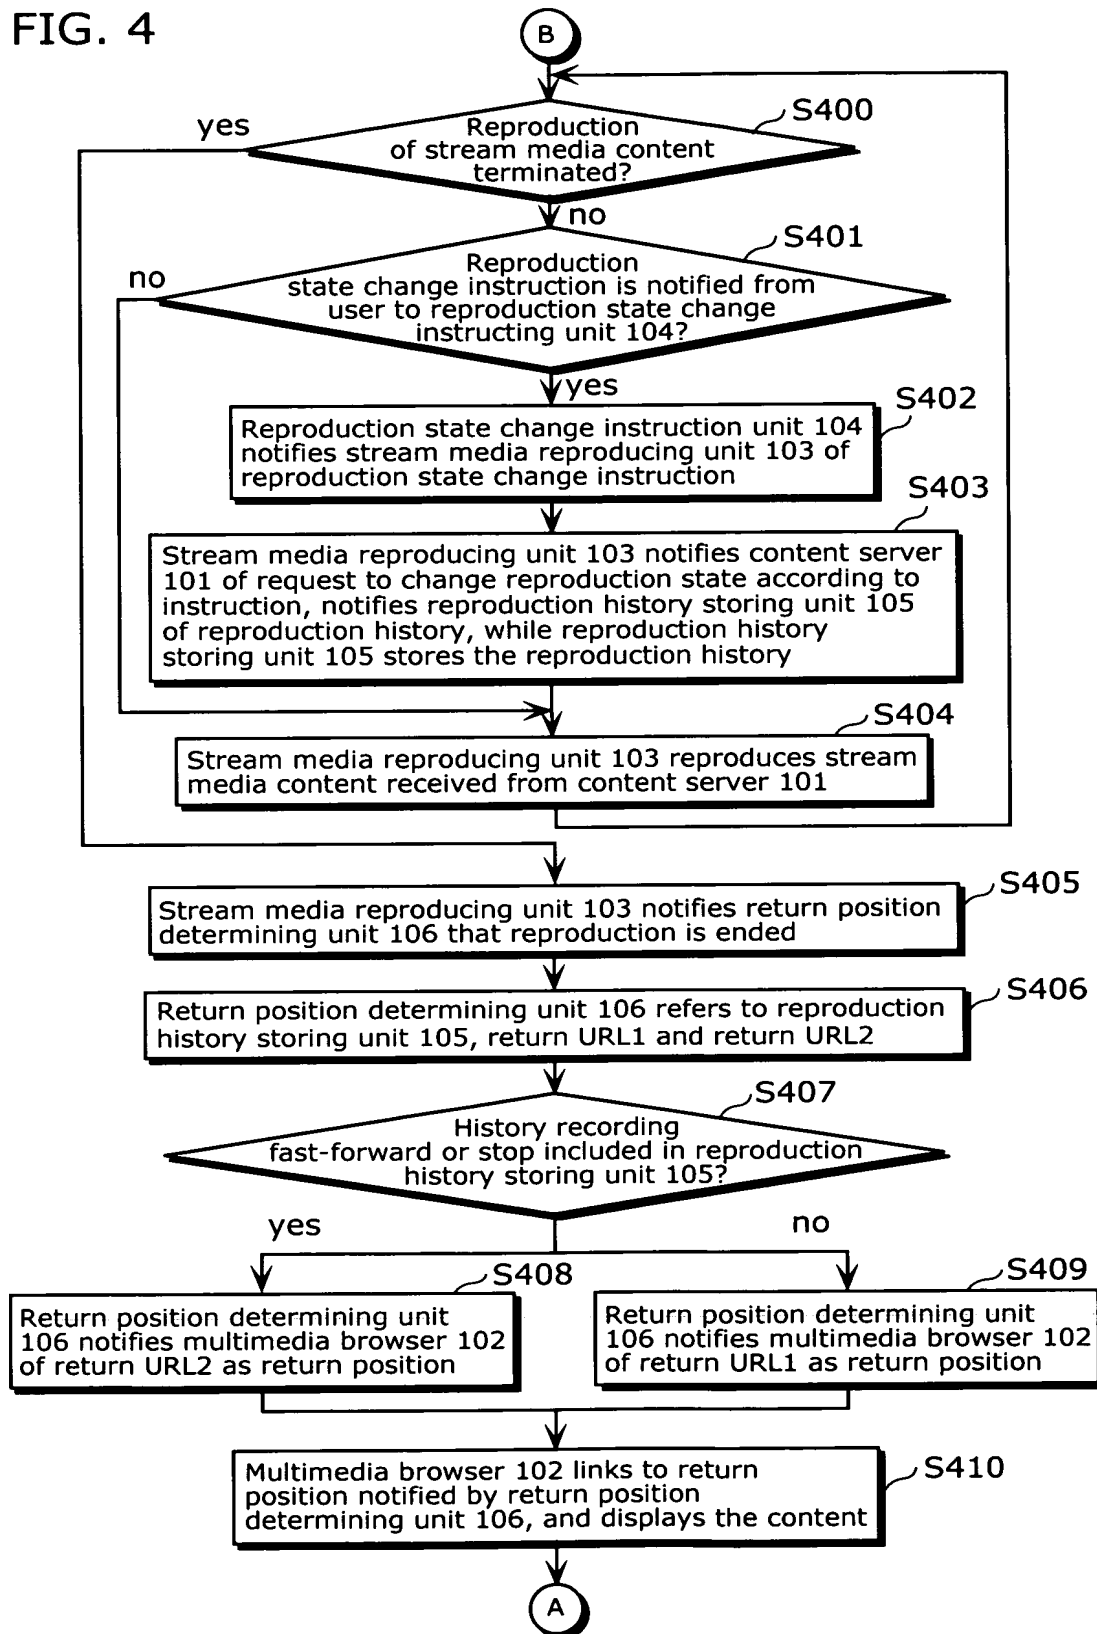 FIG. 4
B
S400
yes
Reproduction
of stream media content
terminated?
no
S401
no
Reproduction
state change instruction is notified from
user to reproduction state change
instructing unit 104?
yes
S402
Reproduction state change instruction unit 104
notifies stream media reproducing unit 103 of
reproduction state change instruction
S403
Stream media reproducing unit 103 notifies content server
101 of request to change reproduction state according to
instruction, notifies reproduction history storing unit 105
of reproduction history, while reproduction history
storing unit 105 stores the reproduction history
S404
Stream media reproducing unit 103 reproduces stream
media content received from content server 101
S405
Stream media reproducing unit 103 notifies return position
determining unit 106 that reproduction is ended
S406
Return position determining unit 106 refers to reproduction
history storing unit 105, return URL1 and return URL2
S407
History recording
fast-forward or stop included in reproduction
history storing unit 105?
yes
no
S408
Return position determining unit
106 notifies multimedia browser 102
of return URL2 as return position
S409
Return position determining unit
106 notifies multimedia browser 102
of return URL1 as return position
S410
Multimedia browser 102 links to return
position notified by return position
determining unit 106, and displays the content
A